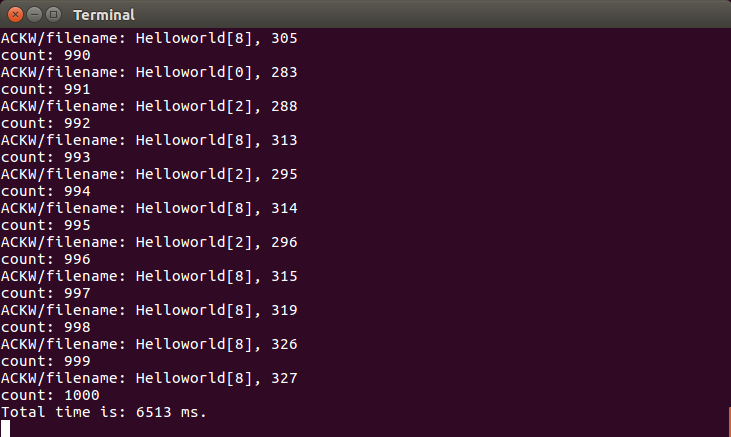 Terminal
ACKW/filename: Helloworld[8], 305
count: 990
ACKW/filename: Helloworld[0], 283
count: 991
ACKW/filename: Helloworld[2], 288
count: 992
ACKW/filename: Helloworld[8], 313
count: 993
ACKW/filename: Helloworld[2], 295
count: 994
ACKW/filename: Helloworld[8], 314
count: 995
ACKW/filename: Helloworld[2], 296
count: 996
ACKW/filename: Helloworld[8], 315
count: 997
ACKW/filename: Helloworld[8], 319
count: 998
ACKW/filename: Helloworld[8], 326
count: 999
ACKW/filename: Helloworld[8], 327
count: 1000
Total time is: 6513 ms.